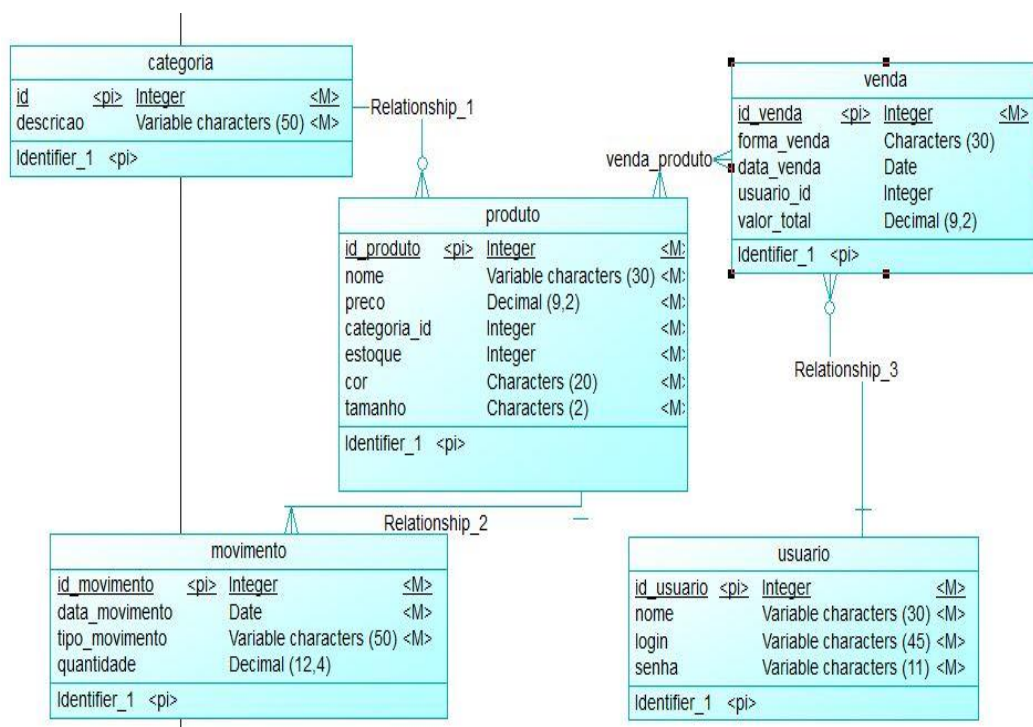 categoria
id <pi> Integer <M>
descricao Variable characters (50) <M>
Identifier_1 <pi>
Relationship_1
venda
id_venda <pi> Integer <M>
forma_venda Characters (30)
data_venda Date
usuario_id Integer
valor_total Decimal (9,2)
Identifier_1 <pi>
venda_produto
produto
id_produto <pi> Integer <M>
nome Variable characters (30) <M>
preco Decimal (9,2) <M>
categoria_id Integer <M>
estoque Integer <M>
cor Characters (20) <M>
tamanho Characters (2) <M>
Identifier_1 <pi>
Relationship_3
Relationship_2
movimento
id_movimento <pi> Integer <M>
data_movimento Date <M>
tipo_movimento Variable characters (50) <M>
quantidade Decimal (12,4)
Identifier_1 <pi>
usuario
id_usuario <pi> Integer <M>
nome Variable characters (30) <M>
login Variable characters (45) <M>
senha Variable characters (11) <M>
Identifier_1 <pi>